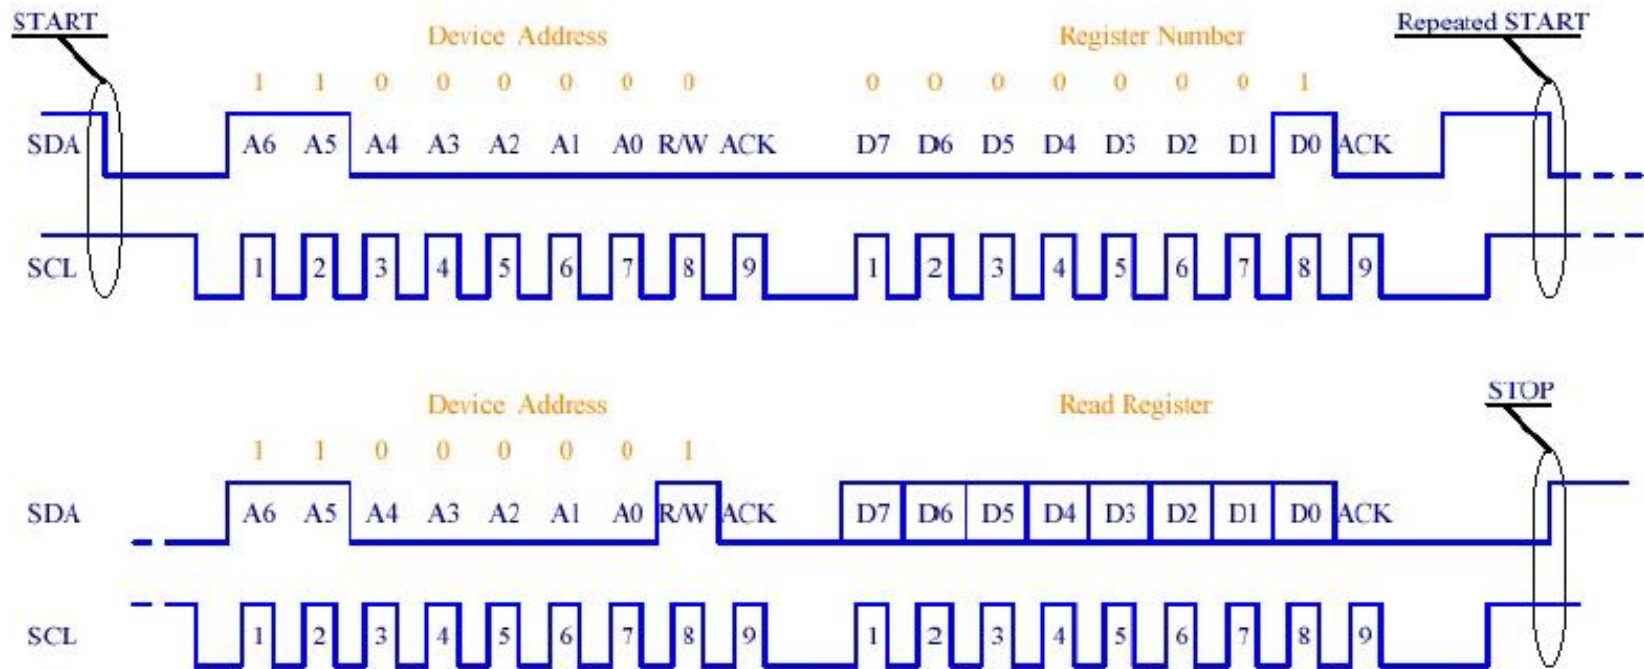 START Device Address Register Number Repeated START
1 1 0 0 0 0 0 0 0 0 0 0 0 0 0 1
SDA A6 A5 A4 A3 A2 A1 A0 R/W ACK D7 D6 D5 D4 D3 D2 D1 D0 ACK
SCL 1 2 3 4 5 6 7 8 9 1 2 3 4 5 6 7 8 9
Device Address Read Register STOP
1 1 0 0 0 0 0 1
SDA A6 A5 A4 A3 A2 A1 A0 R/W ACK D7 D6 D5 D4 D3 D2 D1 D0 ACK
SCL 1 2 3 4 5 6 7 8 9 1 2 3 4 5 6 7 8 9